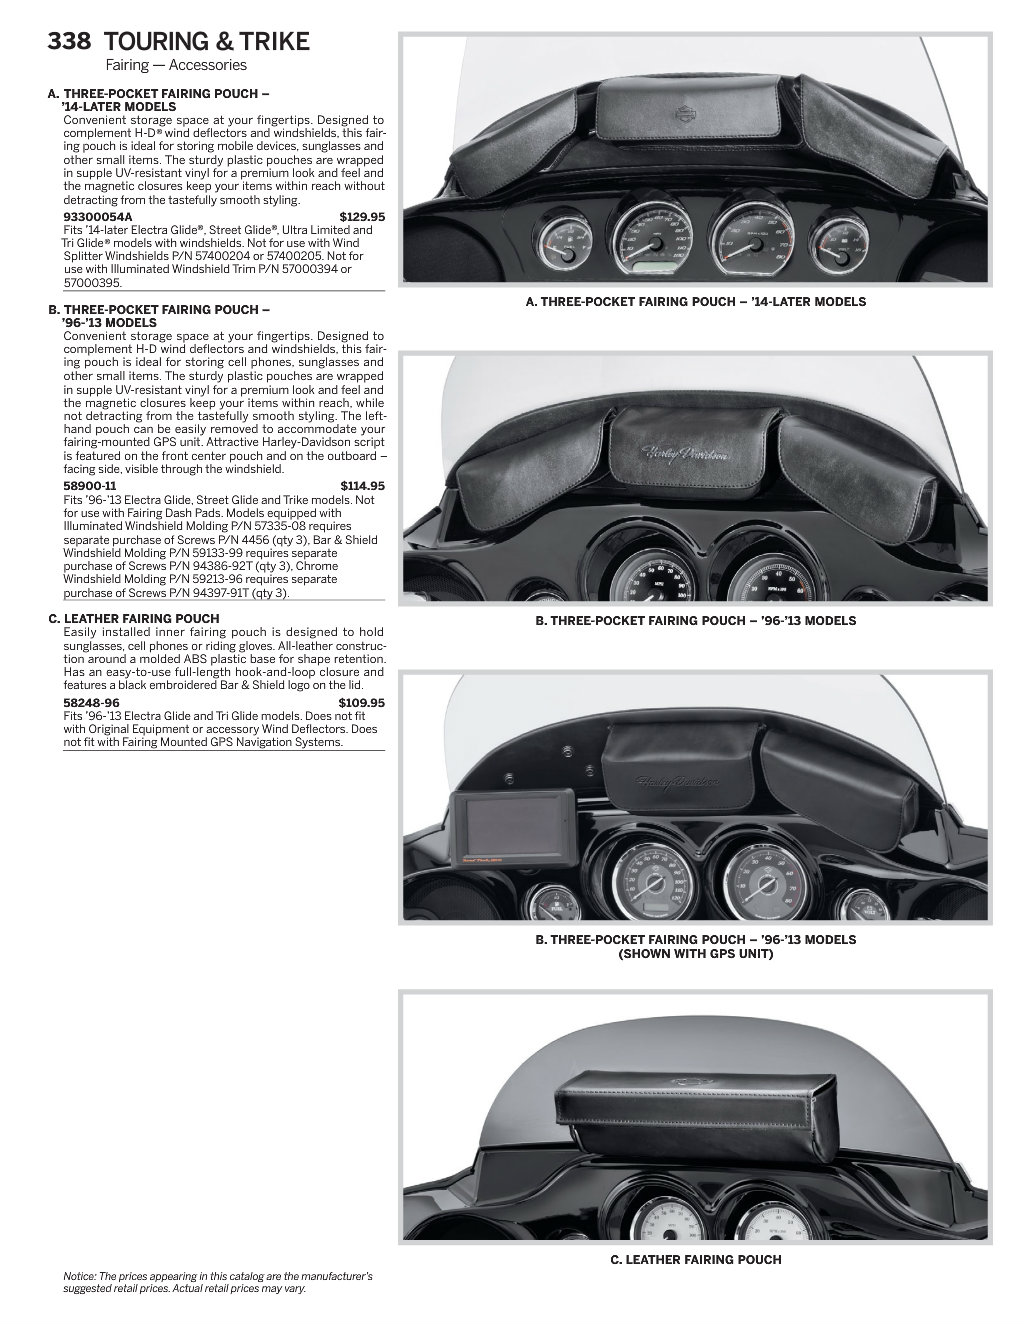 338 TOURING & TRIKE
Fairing — Accessories
A. THREE-POCKET FAIRING POUCH –
’14-LATER MODELS
Convenient storage space at your fingertips. Designed to
complement H-D® wind deflectors and windshields, this fair-
ing pouch is ideal for storing mobile devices, sunglasses and
other small items. The sturdy plastic pouches are wrapped
in supple UV-resistant vinyl for a premium look and feel and
the magnetic closures keep your items within reach without
detracting from the tastefully smooth styling.
93300054A $129.95
Fits ’14-later Electra Glide®, Street Glide®, Ultra Limited and
Tri Glide® models with windshields. Not for use with Wind
Splitter Windshields P/N 57400204 or 57400205. Not for
use with Illuminated Windshield Trim P/N 57000394 or
57000395.
B. THREE-POCKET FAIRING POUCH –
’96-’13 MODELS
Convenient storage space at your fingertips. Designed to
complement H-D wind deflectors and windshields, this fair-
ing pouch is ideal for storing cell phones, sunglasses and
other small items. The sturdy plastic pouches are wrapped
in supple UV-resistant vinyl for a premium look and feel and
the magnetic closures keep your items within reach, while
not detracting from the tastefully smooth styling. The left-
hand pouch can be easily removed to accommodate your
fairing-mounted GPS unit. Attractive Harley-Davidson script
is featured on the front center pouch and on the outboard –
facing side, visible through the windshield.
58900-11 $114.95
Fits ’96-’13 Electra Glide, Street Glide and Trike models. Not
for use with Fairing Dash Pads. Models equipped with
Illuminated Windshield Molding P/N 57335-08 requires
separate purchase of Screws P/N 4456 (qty 3), Bar & Shield
Windshield Molding P/N 59133-99 requires separate
purchase of Screws P/N 94386-92T (qty 3), Chrome
Windshield Molding P/N 59213-96 requires separate
purchase of Screws P/N 94397-91T (qty 3).
C. LEATHER FAIRING POUCH
Easily installed inner fairing pouch is designed to hold
sunglasses, cell phones or riding gloves. All-leather construc-
tion around a molded ABS plastic base for shape retention.
Has an easy-to-use full-length hook-and-loop closure and
features a black embroidered Bar & Shield logo on the lid.
58248-96 $109.95
Fits ’96-’13 Electra Glide and Tri Glide models. Does not fit
with Original Equipment or accessory Wind Deflectors. Does
not fit with Fairing Mounted GPS Navigation Systems.
A. THREE-POCKET FAIRING POUCH – ’14-LATER MODELS
Harley-Davidson
B. THREE-POCKET FAIRING POUCH – ’96-’13 MODELS
Harley-Davidson
B. THREE-POCKET FAIRING POUCH – ’96-’13 MODELS
(SHOWN WITH GPS UNIT)
C. LEATHER FAIRING POUCH
Notice: The prices appearing in this catalog are the manufacturer’s
suggested retail prices. Actual retail prices may vary.